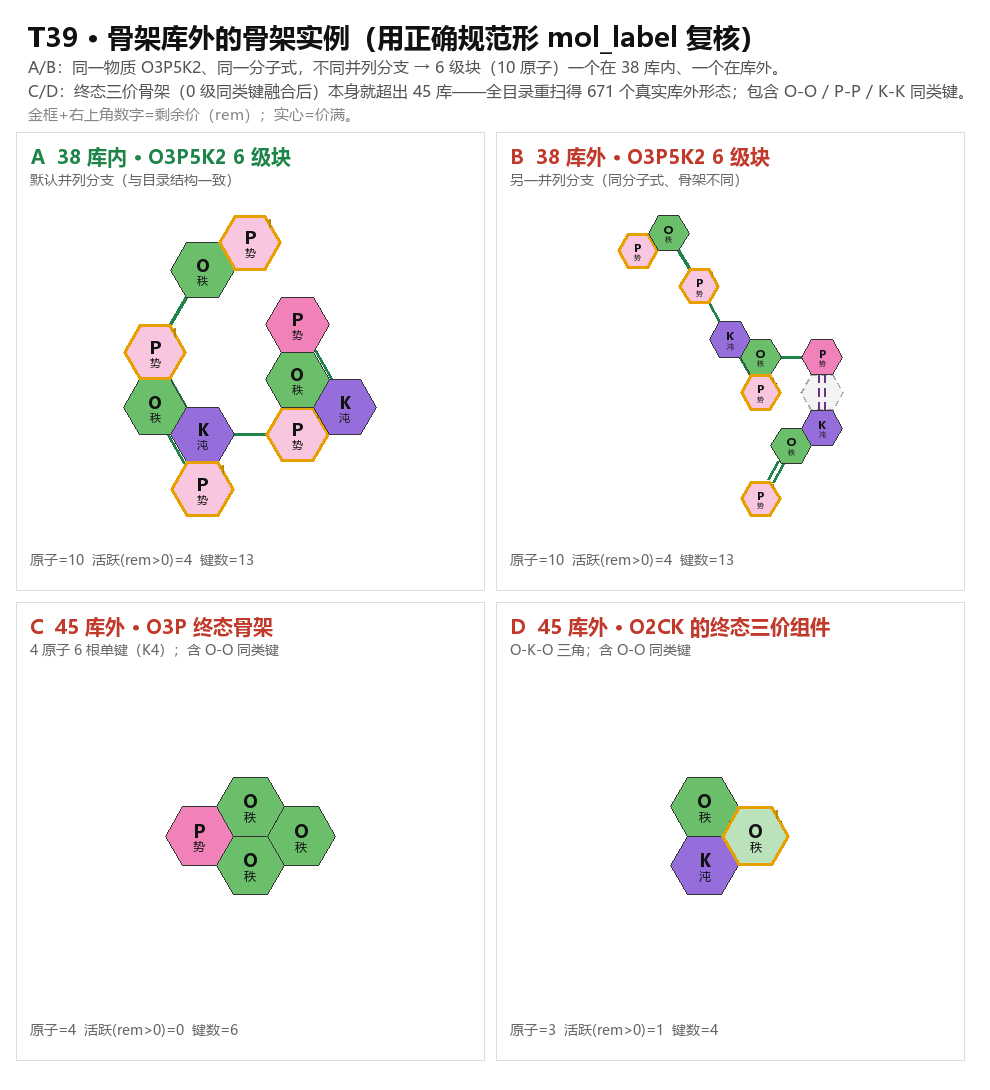 T39 • 骨架库外的骨架实例（用正确规范形 mol_label 复核）
A/B：同一物质 O3P5K2、同一分子式，不同并列分支 → 6 级块（10 原子）一个在 38 库内、一个在库外。
C/D：终态三价骨架（0 级同类键融合后）本身就超出 45 库——全目录重扫得 671 个真实库外形态；包含 O-O / P-P / K-K 同类键。
金框+右上角数字=剩余价（rem）；实心=价满。
A 38 库内 • O3P5K2 6 级块
默认并列分支（与目录结构一致）
P
势
O
秩
P
势
P
势
O
秩
O
秩
K
沌
K
沌
P
势
P
势
原子=10 活跃(rem>0)=4 键数=13
B 38 库外 • O3P5K2 6 级块
另一并列分支（同分子式、骨架不同）
O
秩
P
势
P
势
K
沌
O
秩
P
势
P
势
K
沌
O
秩
P
势
原子=10 活跃(rem>0)=4 键数=13
C 45 库外 • O3P 终态骨架
4 原子 6 根单键（K4）；含 O-O 同类键
O
秩
P
势
O
秩
O
秩
原子=4 活跃(rem>0)=0 键数=6
D 45 库外 • O2CK 的终态三价组件
O-K-O 三角；含 O-O 同类键
O
秩
O
秩
K
沌
原子=3 活跃(rem>0)=1 键数=4